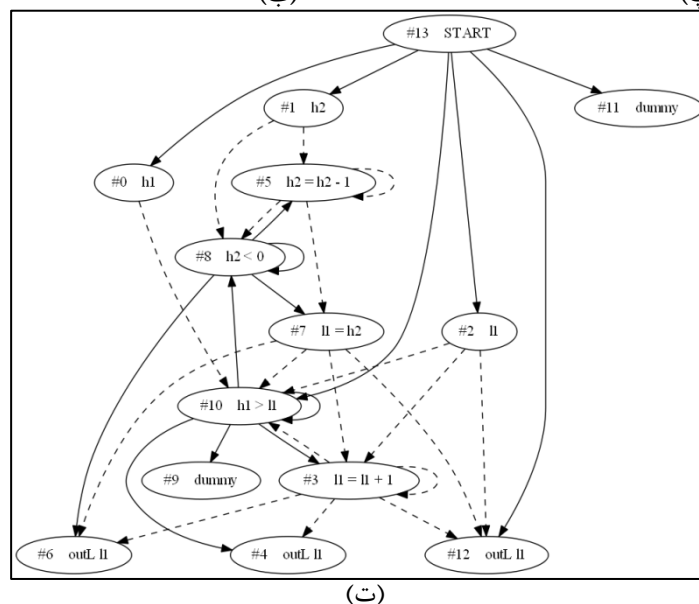 (ب)
#13 START
#1 h2
#11 dummy
#0 h1
#5 h2 = h2 - 1
#8 h2 < 0
#7 l1 = h2
#2 l1
#10 h1 > l1
#9 dummy
#3 l1 = l1 + 1
#6 outL l1
#4 outL l1
#12 outL l1
(ت)